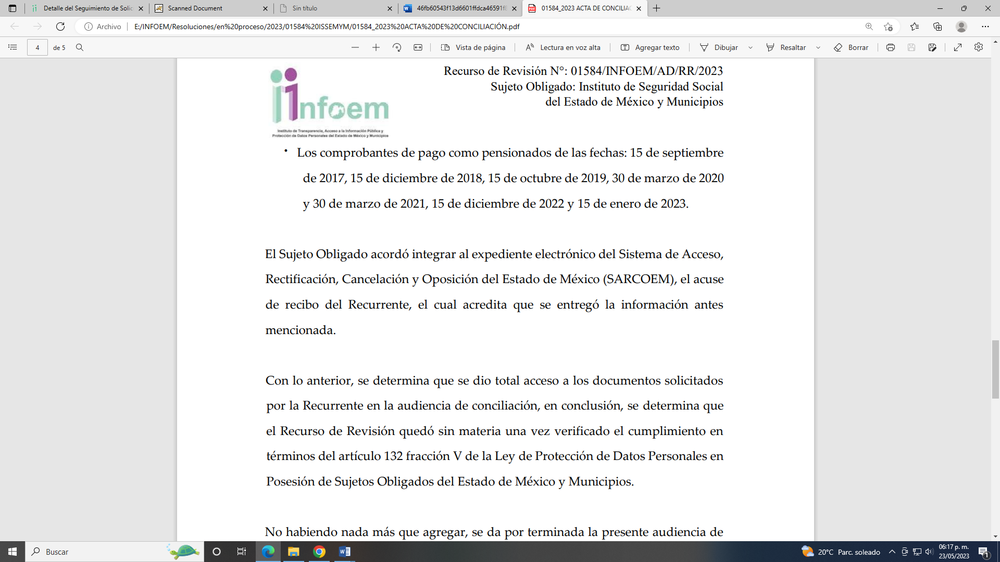 Detalle del Seguimiento de Solic
Scanned Document
Sin título
46fb60543f13d6601ffdca46591f8
01584_2023 ACTA DE CONCILIAC
Archivo
E:/INFOEM/Resoluciones/en%20proceso/2023/01584%20ISSEMYM/01584_2023%20ACTA%20DE%20CONCILIACIÓN.pdf
4 de 5
Vista de página
Lectura en voz alta
Agregar texto
Dibujar
Resaltar
Borrar
infoem
Instituto de Transparencia, Acceso a la Información Pública y
Protección de Datos Personales del Estado de México y Municipios
Recurso de Revisión N°: 01584/INFOEM/AD/RR/2023
Sujeto Obligado: Instituto de Seguridad Social
del Estado de México y Municipios
• Los comprobantes de pago como pensionados de las fechas: 15 de septiembre
de 2017, 15 de diciembre de 2018, 15 de octubre de 2019, 30 de marzo de 2020
y 30 de marzo de 2021, 15 de diciembre de 2022 y 15 de enero de 2023.
El Sujeto Obligado acordó integrar al expediente electrónico del Sistema de Acceso,
Rectificación, Cancelación y Oposición del Estado de México (SARCOEM), el acuse
de recibo del Recurrente, el cual acredita que se entregó la información antes
mencionada.
Con lo anterior, se determina que se dio total acceso a los documentos solicitados
por la Recurrente en la audiencia de conciliación, en conclusión, se determina que
el Recurso de Revisión quedó sin materia una vez verificado el cumplimiento en
términos del artículo 132 fracción V de la Ley de Protección de Datos Personales en
Posesión de Sujetos Obligados del Estado de México y Municipios.
No habiendo nada más que agregar, se da por terminada la presente audiencia de
Buscar
20°C Parc. soleado
06:17 p. m.
23/05/2023
1